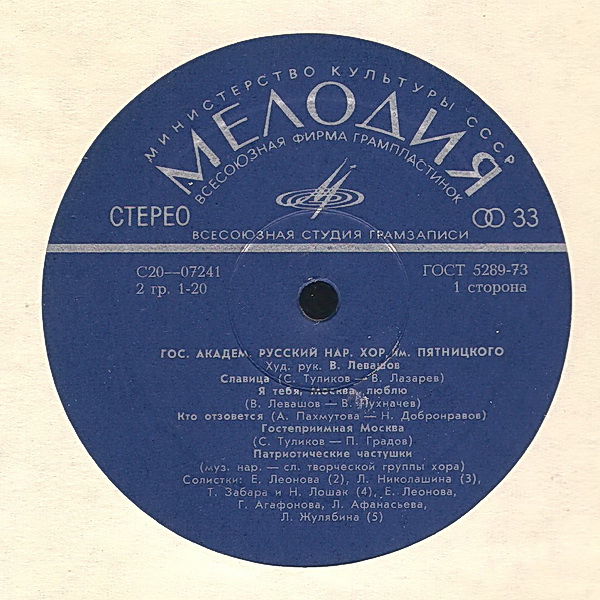 МИНИСТЕРСТВО КУЛЬТУРЫ СССР
МЕЛОДИЯ
ВСЕСОЮЗНАЯ ФИРМА ГРАМПЛАСТИНОК
СТЕРЕО 33
ВСЕСОЮЗНАЯ СТУДИЯ ГРАМЗАПИСИ
С20—07241 ГОСТ 5289-73
2 гр. 1-20 1 сторона
ГОС. АКАДЕМ. РУССКИЙ НАР. ХОР им. ПЯТНИЦКОГО
Худ. рук. В. Левашов
Славица (С. Туликов — В. Лазарев)
Я тебя, Москва, люблю
(В. Левашов — В. Пухначев)
Кто отзовется (А. Пахмутова — Н. Добронравов)
Гостеприимная Москва
(С. Туликов — П. Градов)
Патриотические частушки
(муз. нар. — сл. творческой группы хора)
Солистки: Е. Леонова (2), Л. Николашина (3),
Т. Забара и Н. Лошак (4), Е. Леонова,
Г. Агафонова, Л. Афанасьева,
Л. Жулябина (5)